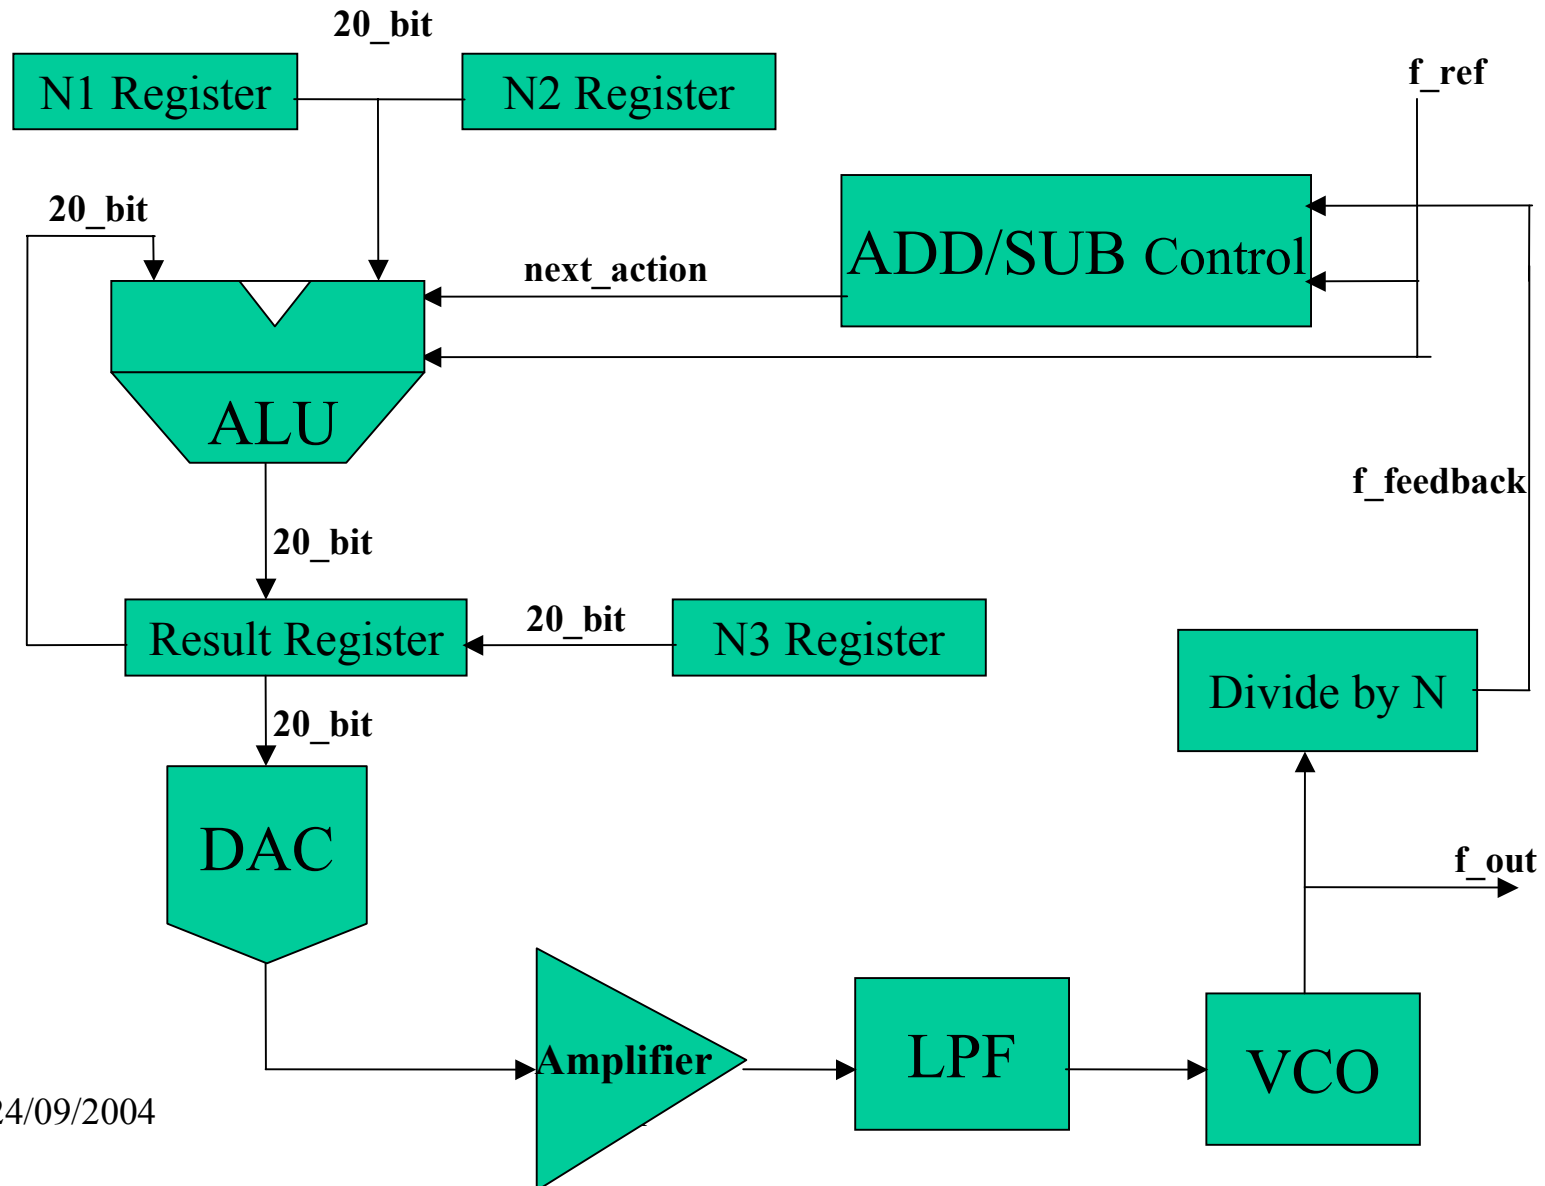 20_bit
N1 Register
N2 Register
f_ref
20_bit
ADD/SUB Control
next_action
ALU
f_feedback
20_bit
Result Register
20_bit
N3 Register
Divide by N
20_bit
DAC
f_out
Amplifier
LPF
VCO
24/09/2004